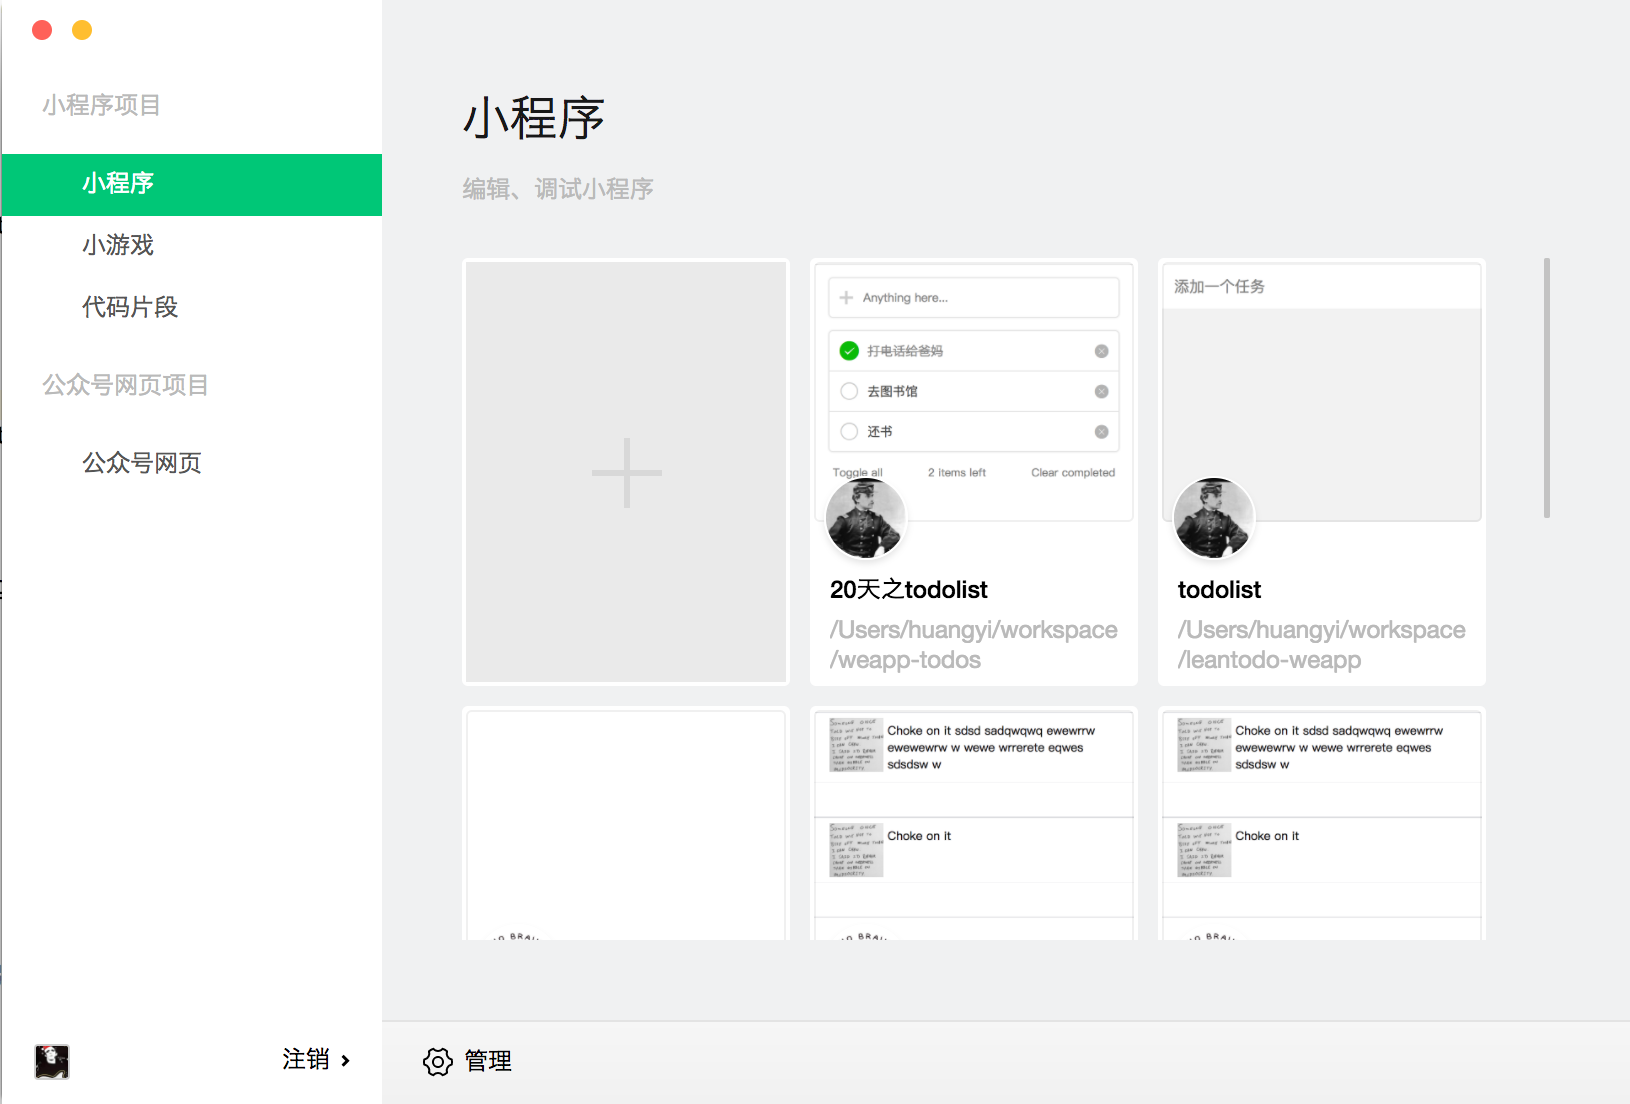 小程序项目
小程序
小游戏
代码片段
公众号网页项目
公众号网页
注销
小程序
编辑、调试小程序
Anything here...
打电话给爸妈
去图书馆
还书
Toggle all
2 items left
Clear completed
20天之todolist
/Users/huangyi/workspace
/weapp-todos
添加一个任务
todolist
/Users/huangyi/workspace
/leantodo-weapp
Choke on it sdsd sadqwqwq ewewrrw
ewewewrw w wewe wrrerete eqwes
sdsdsw w
Choke on it
Choke on it sdsd sadqwqwq ewewrrw
ewewewrw w wewe wrrerete eqwes
sdsdsw w
Choke on it
管理